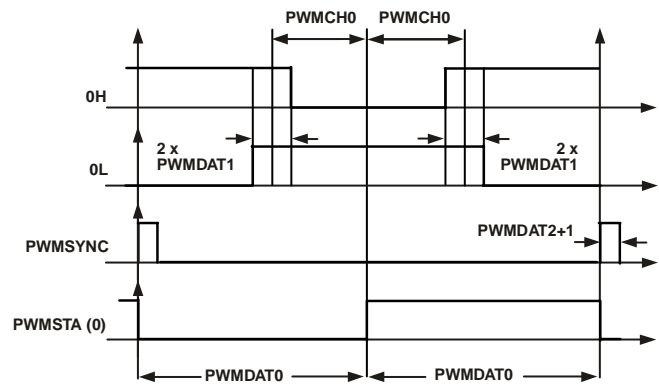 PWMCH0 PWMCH0
0H
2 x 2 x
PWMDAT1 PWMDAT1
0L
PWMSYNC
PWMDAT2+1
PWMSTA (0)
PWMDAT0 PWMDAT0